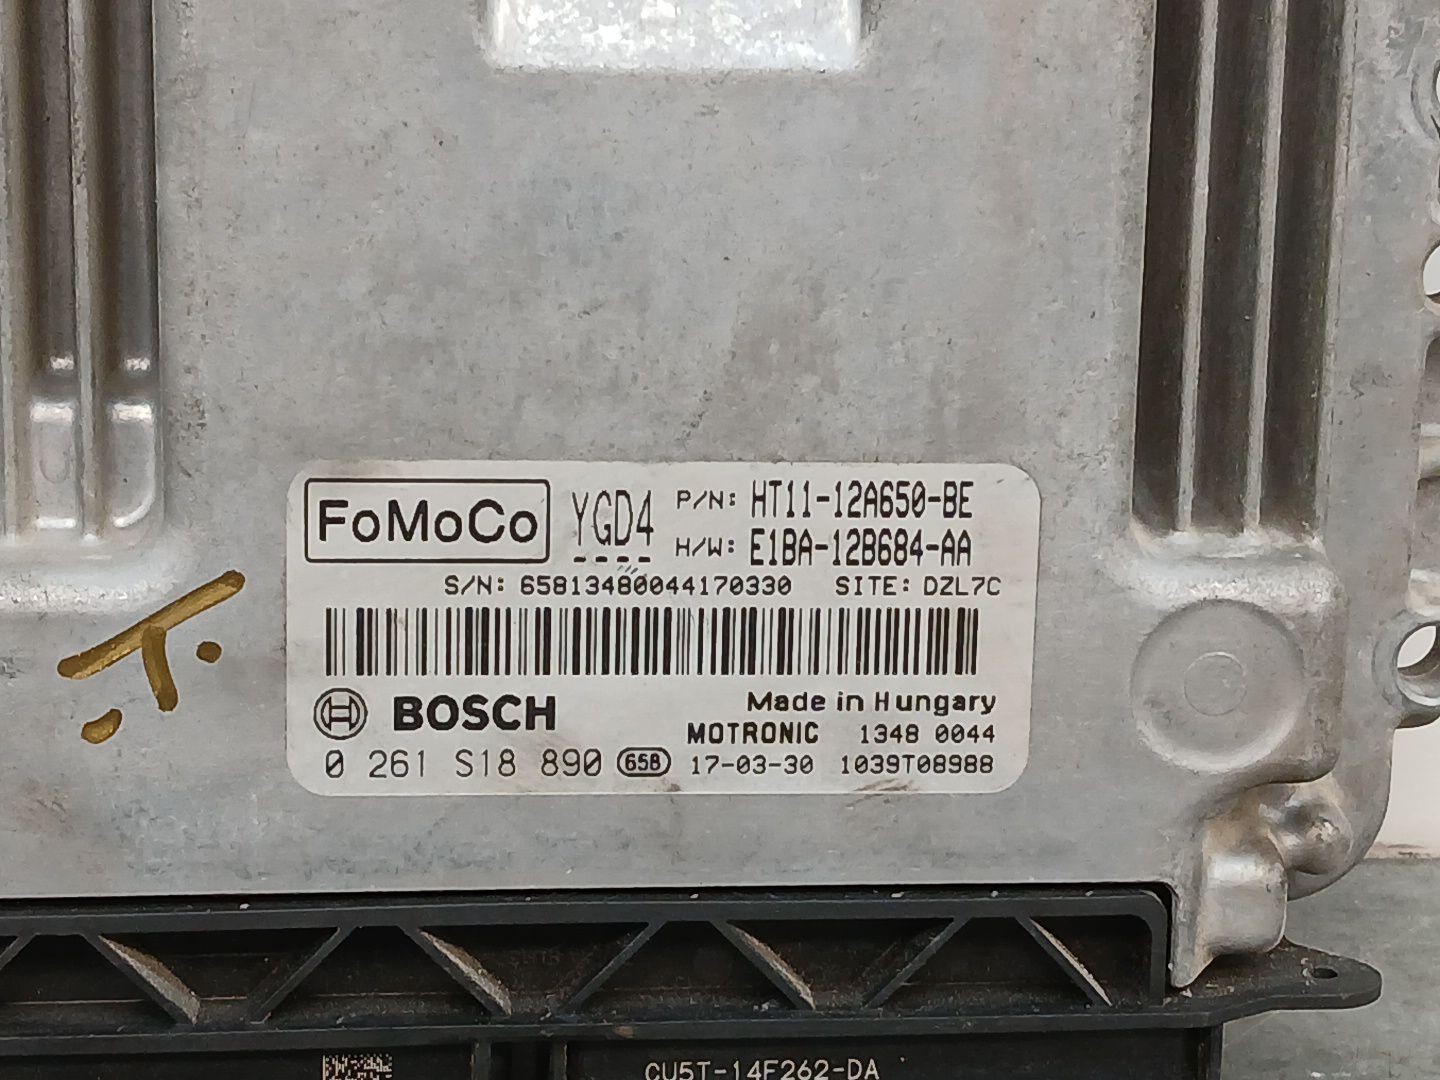 FoMoCo YGD4 P/N: HT11-12A650-BE
H/W: E1BA-12B684-AA
S/N: 65813480044170330 SITE: DZL7C
BOSCH Made in Hungary
MOTRONIC 1348 0044
0 261 S18 890 658 17-03-30 1039T08988
CU5T-14F262-DA